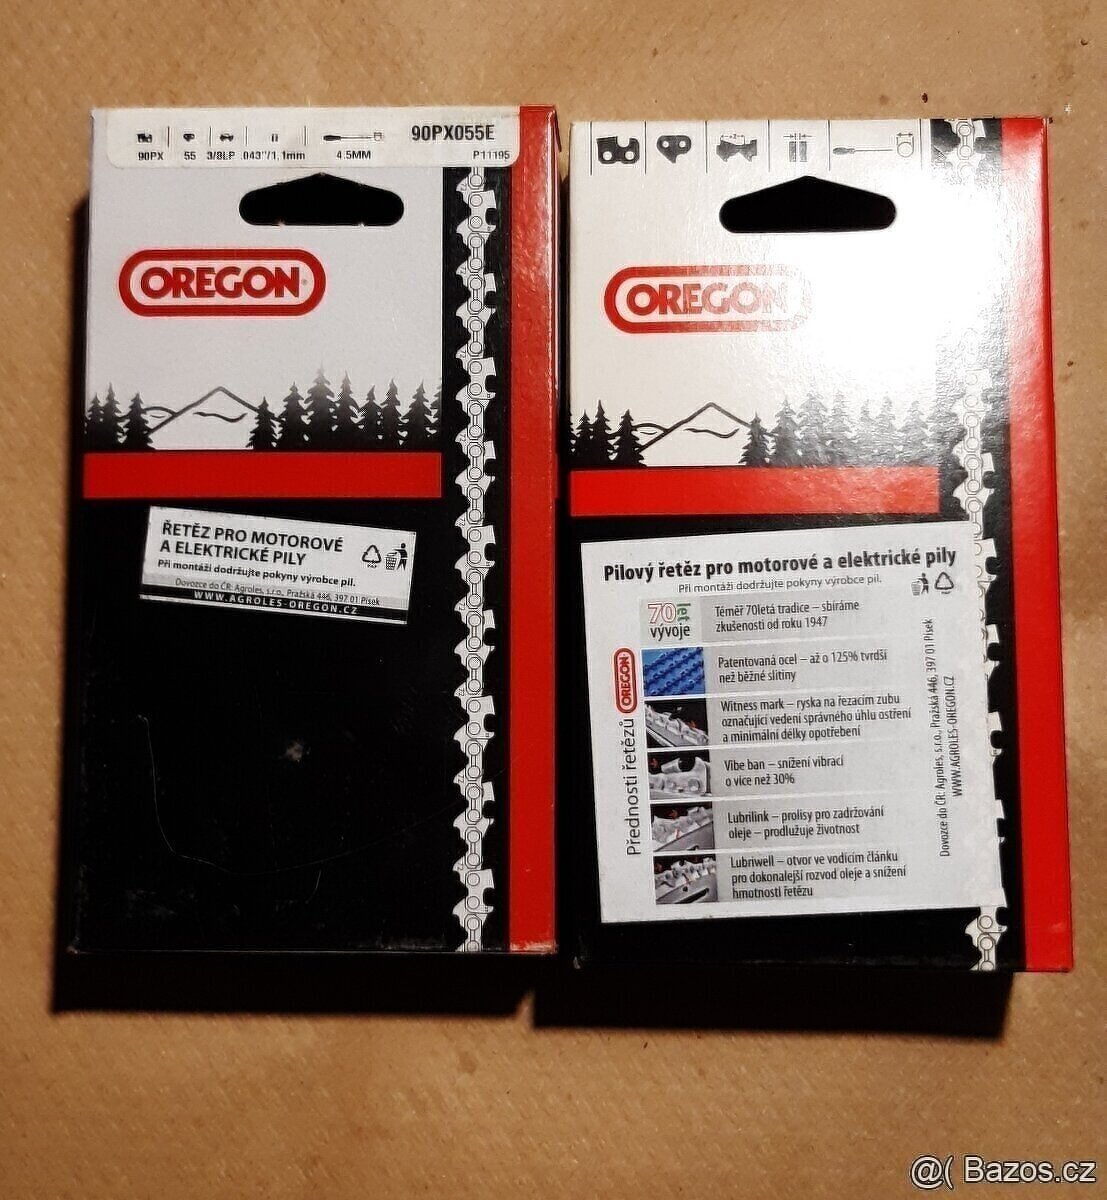 90PX055E
90PX 55 3/8LP .043"/1,1mm 4.5MM P11195
OREGON
ŘETĚZ PRO MOTOROVÉ
A ELEKTRICKÉ PILY
Při montáži dodržujte pokyny výrobce pil.
Dovozce do ČR: Agroles, s.r.o., Pražská 446, 397 01 Písek
WWW.AGROLES-OREGON.CZ
OREGON
Pilový řetěz pro motorové a elektrické pily
Při montáži dodržujte pokyny výrobce pil.
70 let
vývoje
Téměř 70letá tradice – sbíráme
zkušenosti od roku 1947
Patentovaná ocel – až o 125% tvrdší
než běžné slitiny
Witness mark – ryska na řezacím zubu
označující vedení správného úhlu ostření
a minimální délky opotřebení
Vibe ban – snížení vibrací
o více než 30%
Lubrilink – prolisy pro zadržování
oleje – prodlužuje životnost
Lubriwell – otvor ve vodícím článku
pro dokonalejší rozvod oleje a snížení
hmotnosti řetězu
Přednosti řetězů OREGON
Dovozce do ČR: Agroles, s.r.o., Pražská 446, 397 01 Písek
WWW.AGROLES-OREGON.CZ
@( Bazos.cz